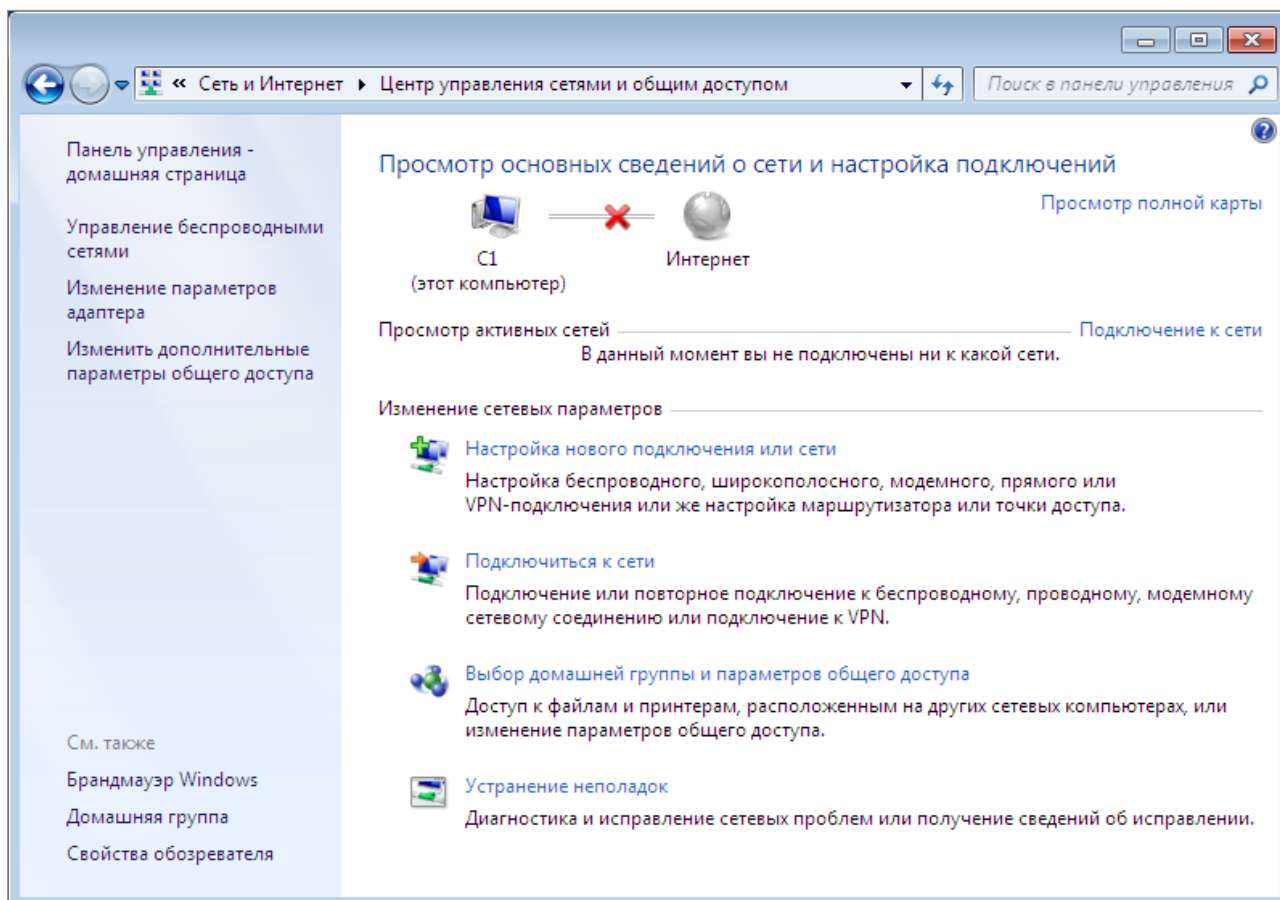 « Сеть и Интернет ▸ Центр управления сетями и общим доступом
Поиск в панели управления
Панель управления -
домашняя страница
Управление беспроводными
сетями
Изменение параметров
адаптера
Изменить дополнительные
параметры общего доступа
См. также
Брандмауэр Windows
Домашняя группа
Свойства обозревателя
Просмотр основных сведений о сети и настройка подключений
Просмотр полной карты
C1
(этот компьютер)
Интернет
Просмотр активных сетей
Подключение к сети
В данный момент вы не подключены ни к какой сети.
Изменение сетевых параметров
Настройка нового подключения или сети
Настройка беспроводного, широкополосного, модемного, прямого или
VPN-подключения или же настройка маршрутизатора или точки доступа.
Подключиться к сети
Подключение или повторное подключение к беспроводному, проводному, модемному
сетевому соединению или подключение к VPN.
Выбор домашней группы и параметров общего доступа
Доступ к файлам и принтерам, расположенным на других сетевых компьютерах, или
изменение параметров общего доступа.
Устранение неполадок
Диагностика и исправление сетевых проблем или получение сведений об исправлении.